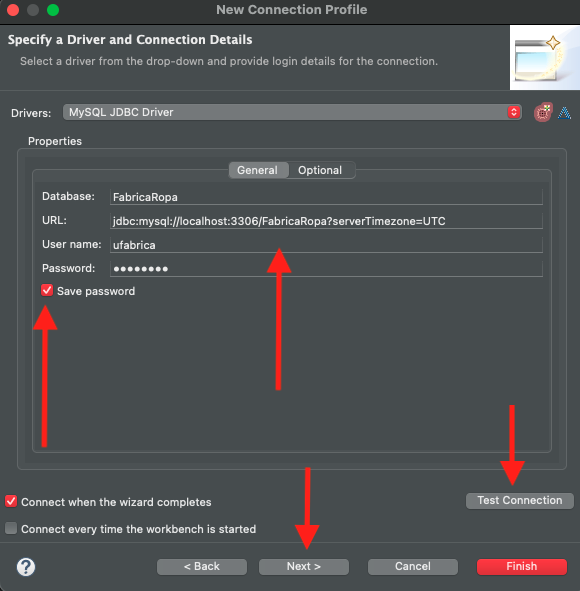 New Connection Profile
Specify a Driver and Connection Details
Select a driver from the drop-down and provide login details for the connection.
Drivers: MySQL JDBC Driver
Properties
General Optional
Database: FabricaRopa
URL: jdbc:mysql://localhost:3306/FabricaRopa?serverTimezone=UTC
User name: ufabrica
Password: ●●●●●●●●
Save password
Connect when the wizard completes
Test Connection
Connect every time the workbench is started
? < Back Next > Cancel Finish